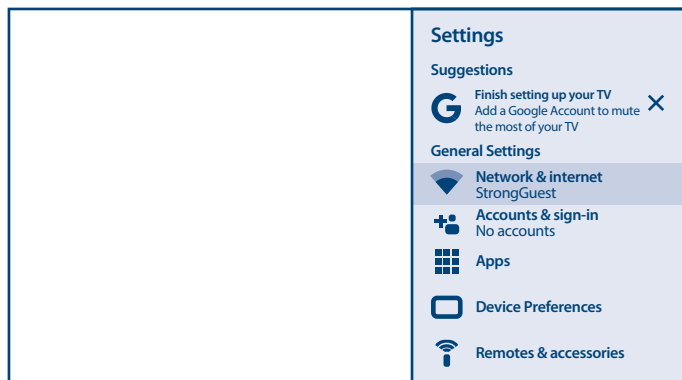 Settings
Suggestions
Finish setting up your TV
Add a Google Account to mute
the most of your TV
General Settings
Network & internet
StrongGuest
Accounts & sign-in
No accounts
Apps
Device Preferences
Remotes & accessories